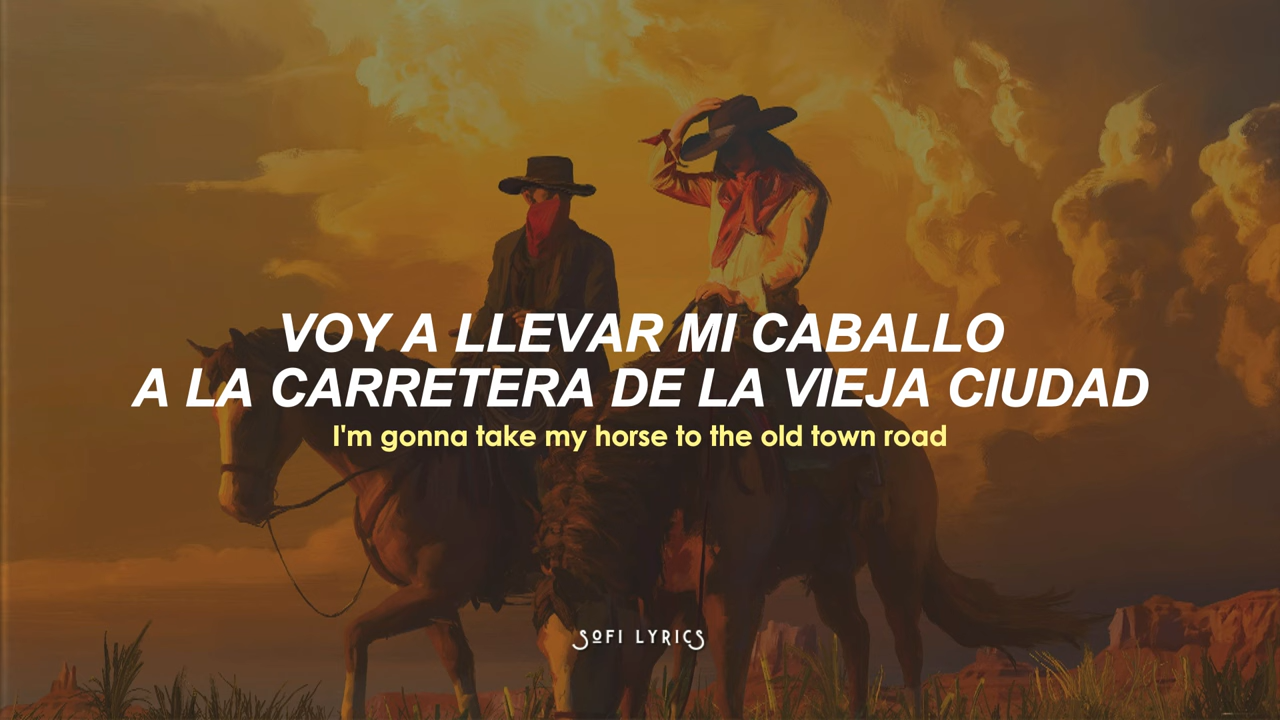 VOY A LLEVAR MI CABALLO
A LA CARRETERA DE LA VIEJA CIUDAD
I'm gonna take my horse to the old town road
SOFI LYRICS